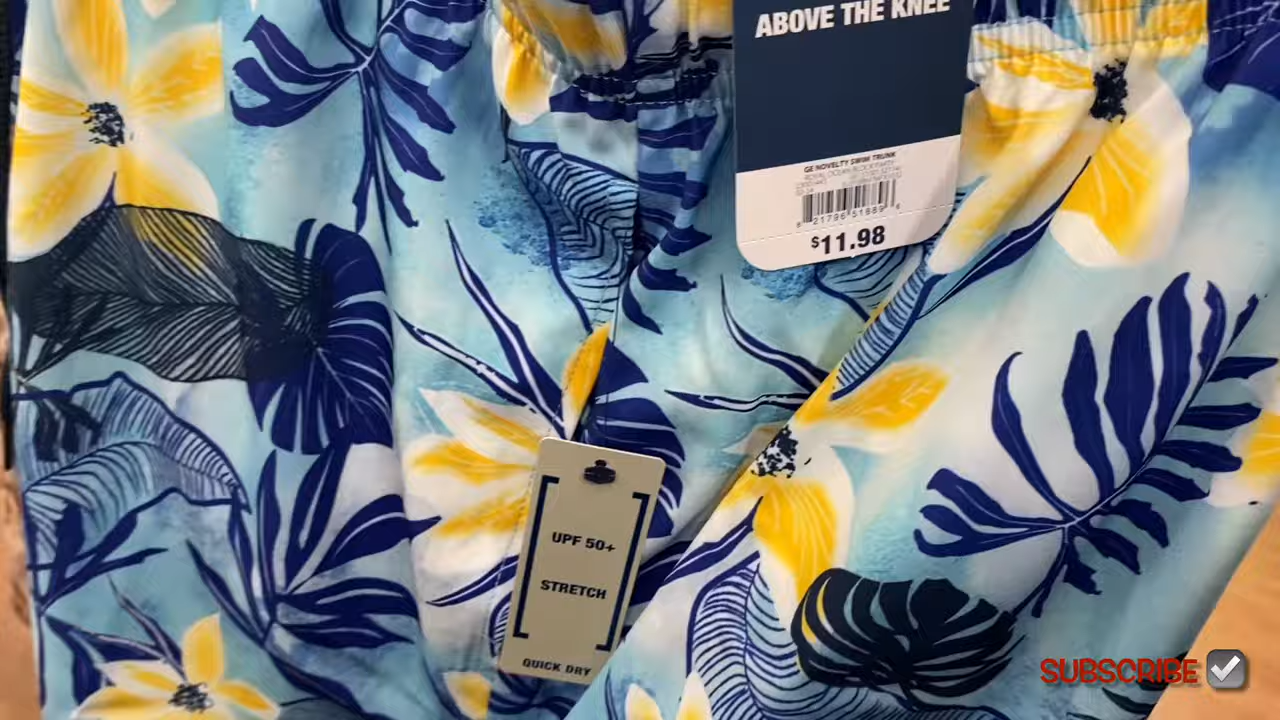 ABOVE THE KNEE
GE NOVELTY SWIM TRUNK
$11.98
UPF 50+
STRETCH
QUICK DRY
SUBSCRIBE